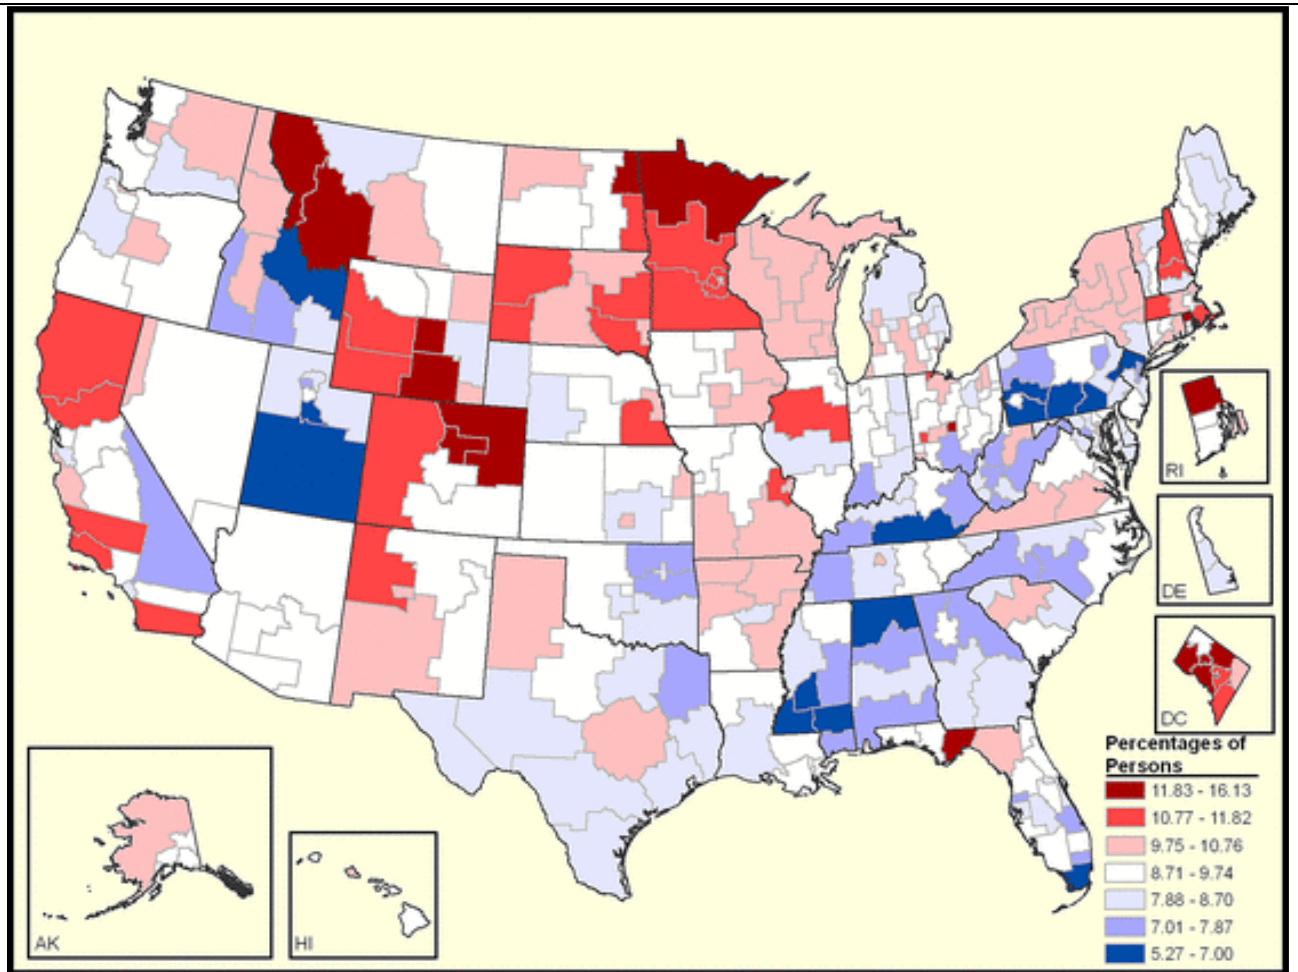 RI
DE
DC
Percentages of
Persons
11.83 - 16.13
10.77 - 11.82
9.75 - 10.76
8.71 - 9.74
7.88 - 8.70
7.01 - 7.87
5.27 - 7.00
AK
HI